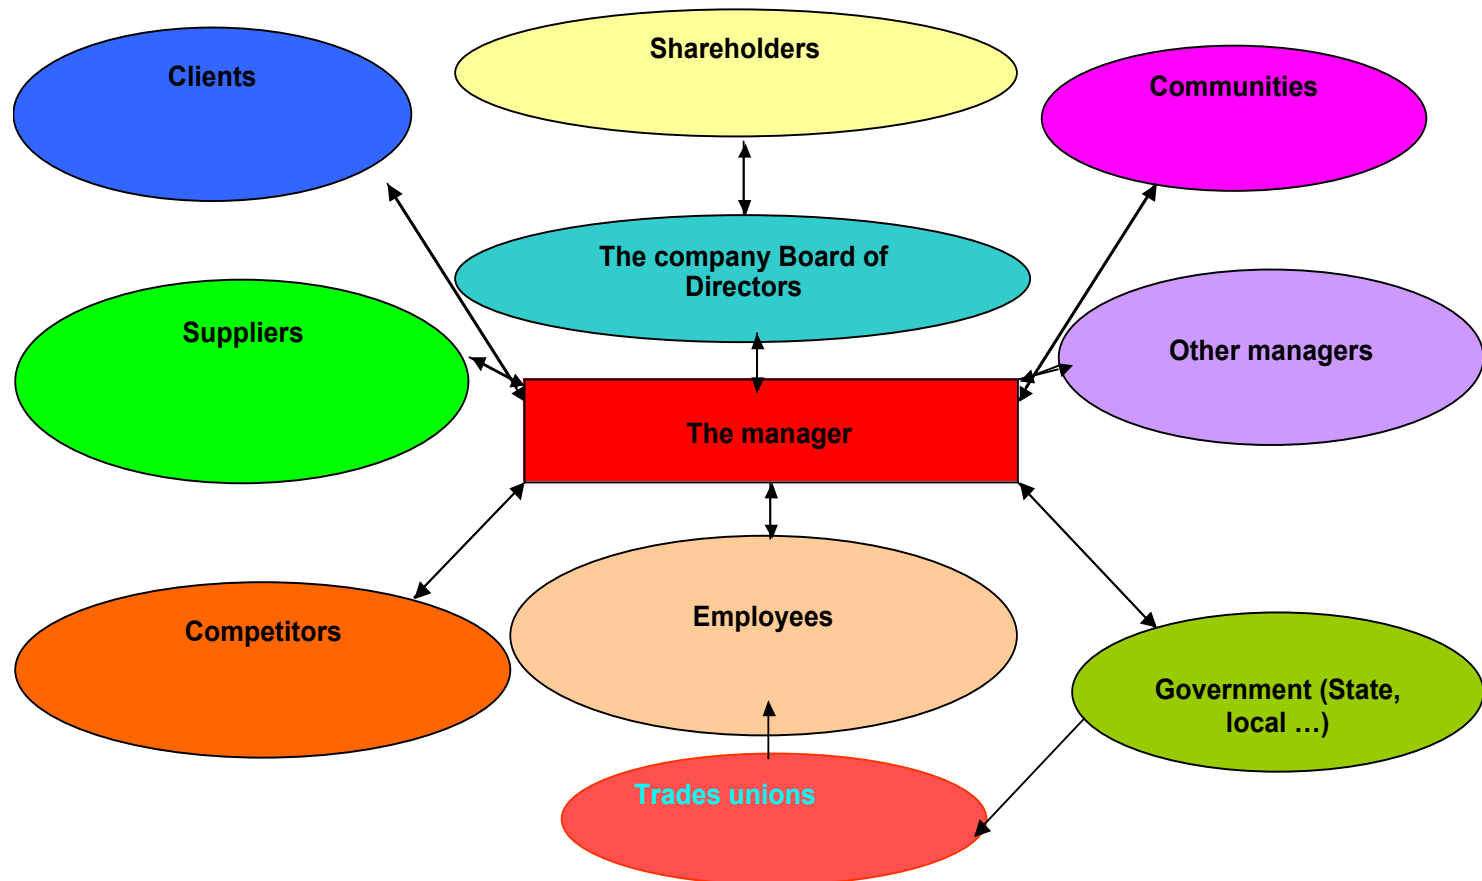 Shareholders
Clients
Communities
The company Board of
Directors
Suppliers
Other managers
The manager
Employees
Competitors
Government (State,
local …)
Trades unions